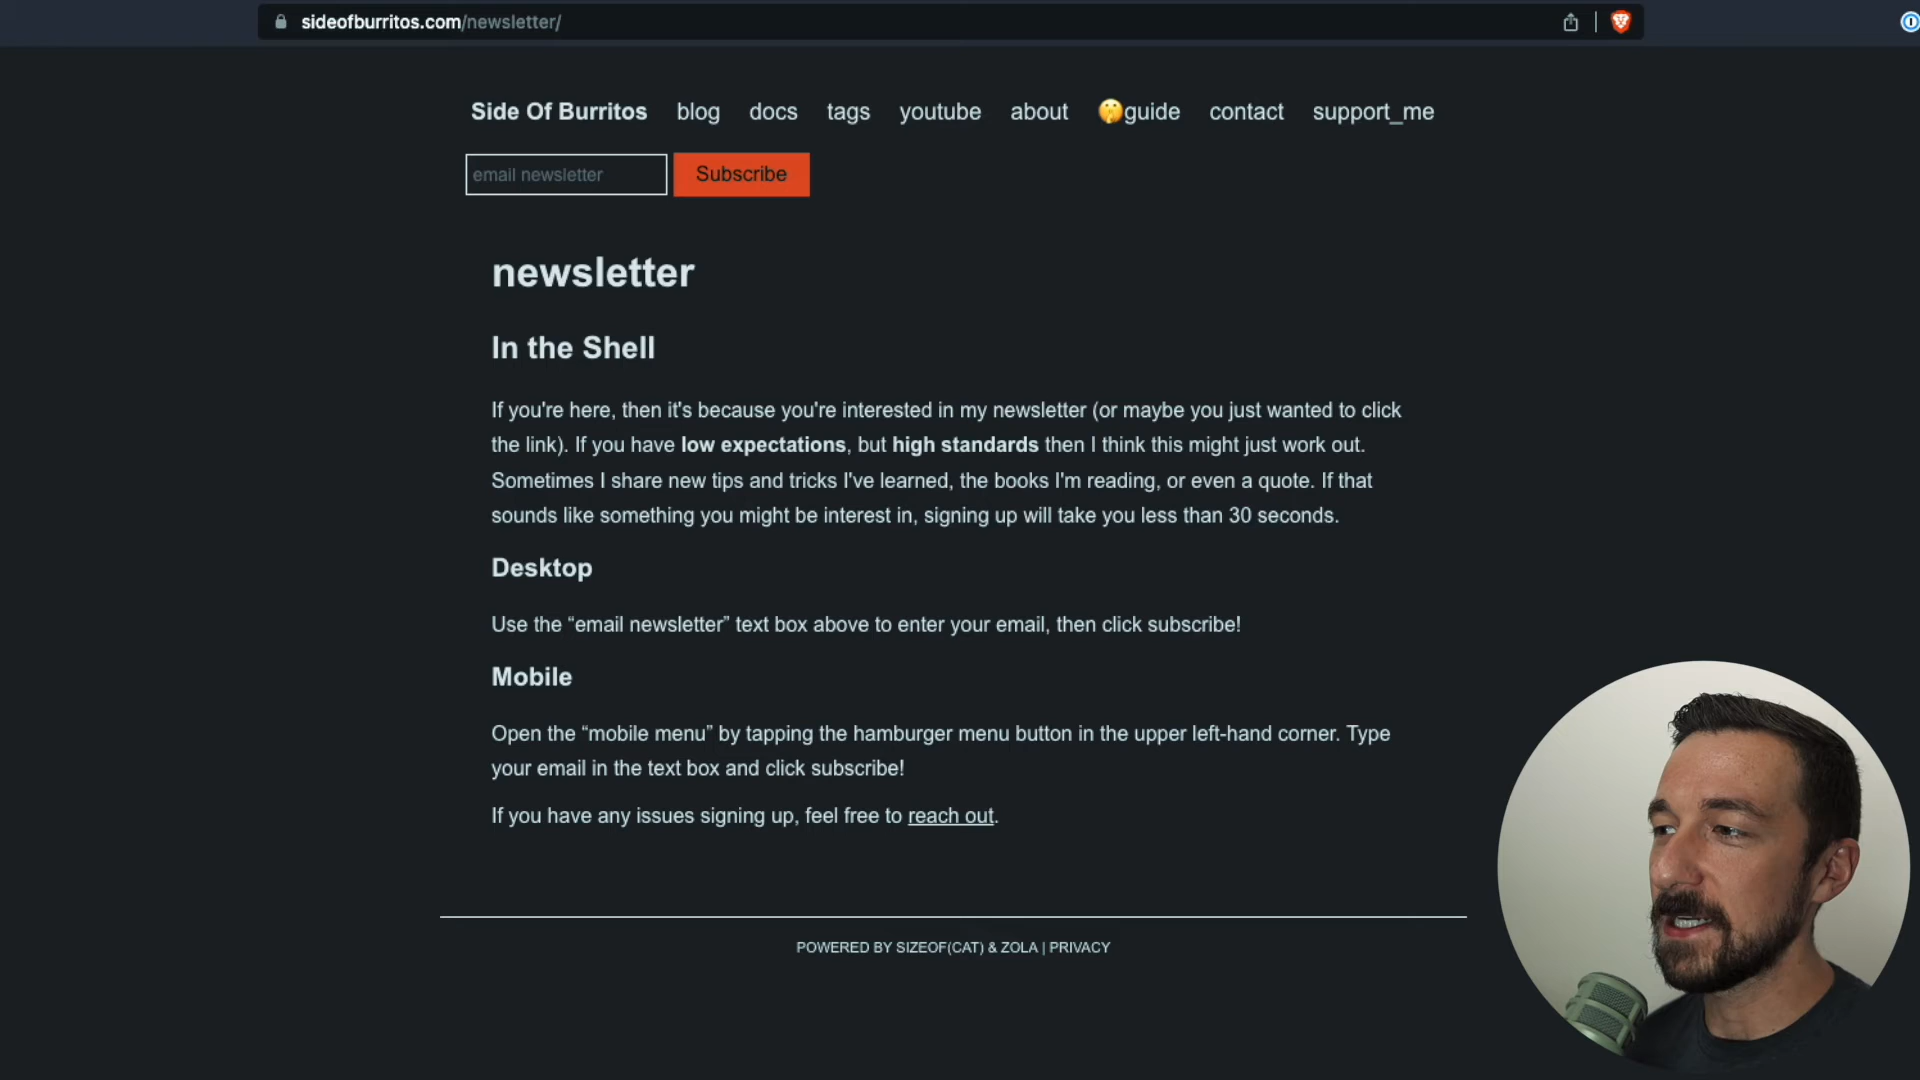 sideofburritos.com/newsletter/
Side Of Burritos blog docs tags youtube about 🤫guide contact support_me
email newsletter Subscribe
newsletter
In the Shell
If you're here, then it's because you're interested in my newsletter (or maybe you just wanted to click
the link). If you have low expectations, but high standards then I think this might just work out.
Sometimes I share new tips and tricks I've learned, the books I'm reading, or even a quote. If that
sounds like something you might be interest in, signing up will take you less than 30 seconds.
Desktop
Use the “email newsletter” text box above to enter your email, then click subscribe!
Mobile
Open the “mobile menu” by tapping the hamburger menu button in the upper left-hand corner. Type
your email in the text box and click subscribe!
If you have any issues signing up, feel free to reach out.
POWERED BY SIZEOF(CAT) & ZOLA | PRIVACY